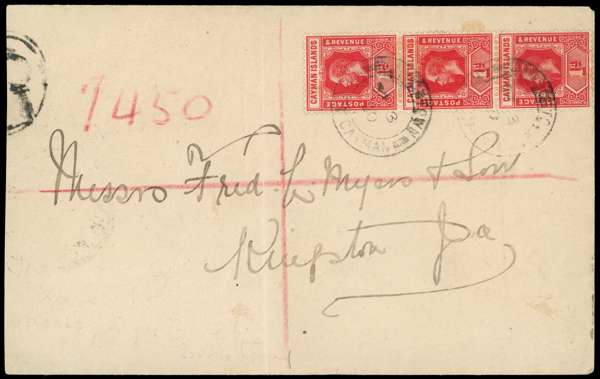 CAYMAN ISLANDS POSTAGE & REVENUE 1D
CAYMAN ISLANDS POSTAGE & REVENUE 1D
CAYMAN ISLANDS POSTAGE & REVENUE 1D
CAYMAN
1450
Messrs Fred L Myers & Son
Kingston Ja